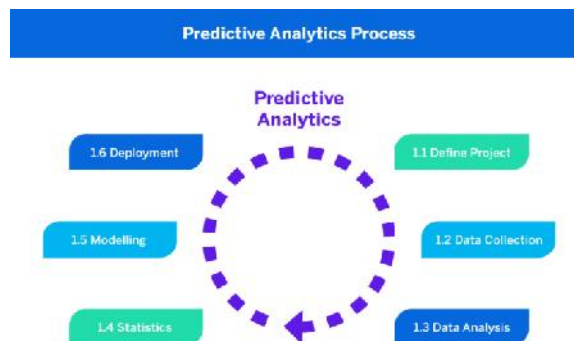 Predictive Analytics Process
Predictive
Analytics
1.6 Deployment
1.1 Define Project
1.5 Modelling
1.2 Data Collection
1.4 Statistics
1.3 Data Analysis